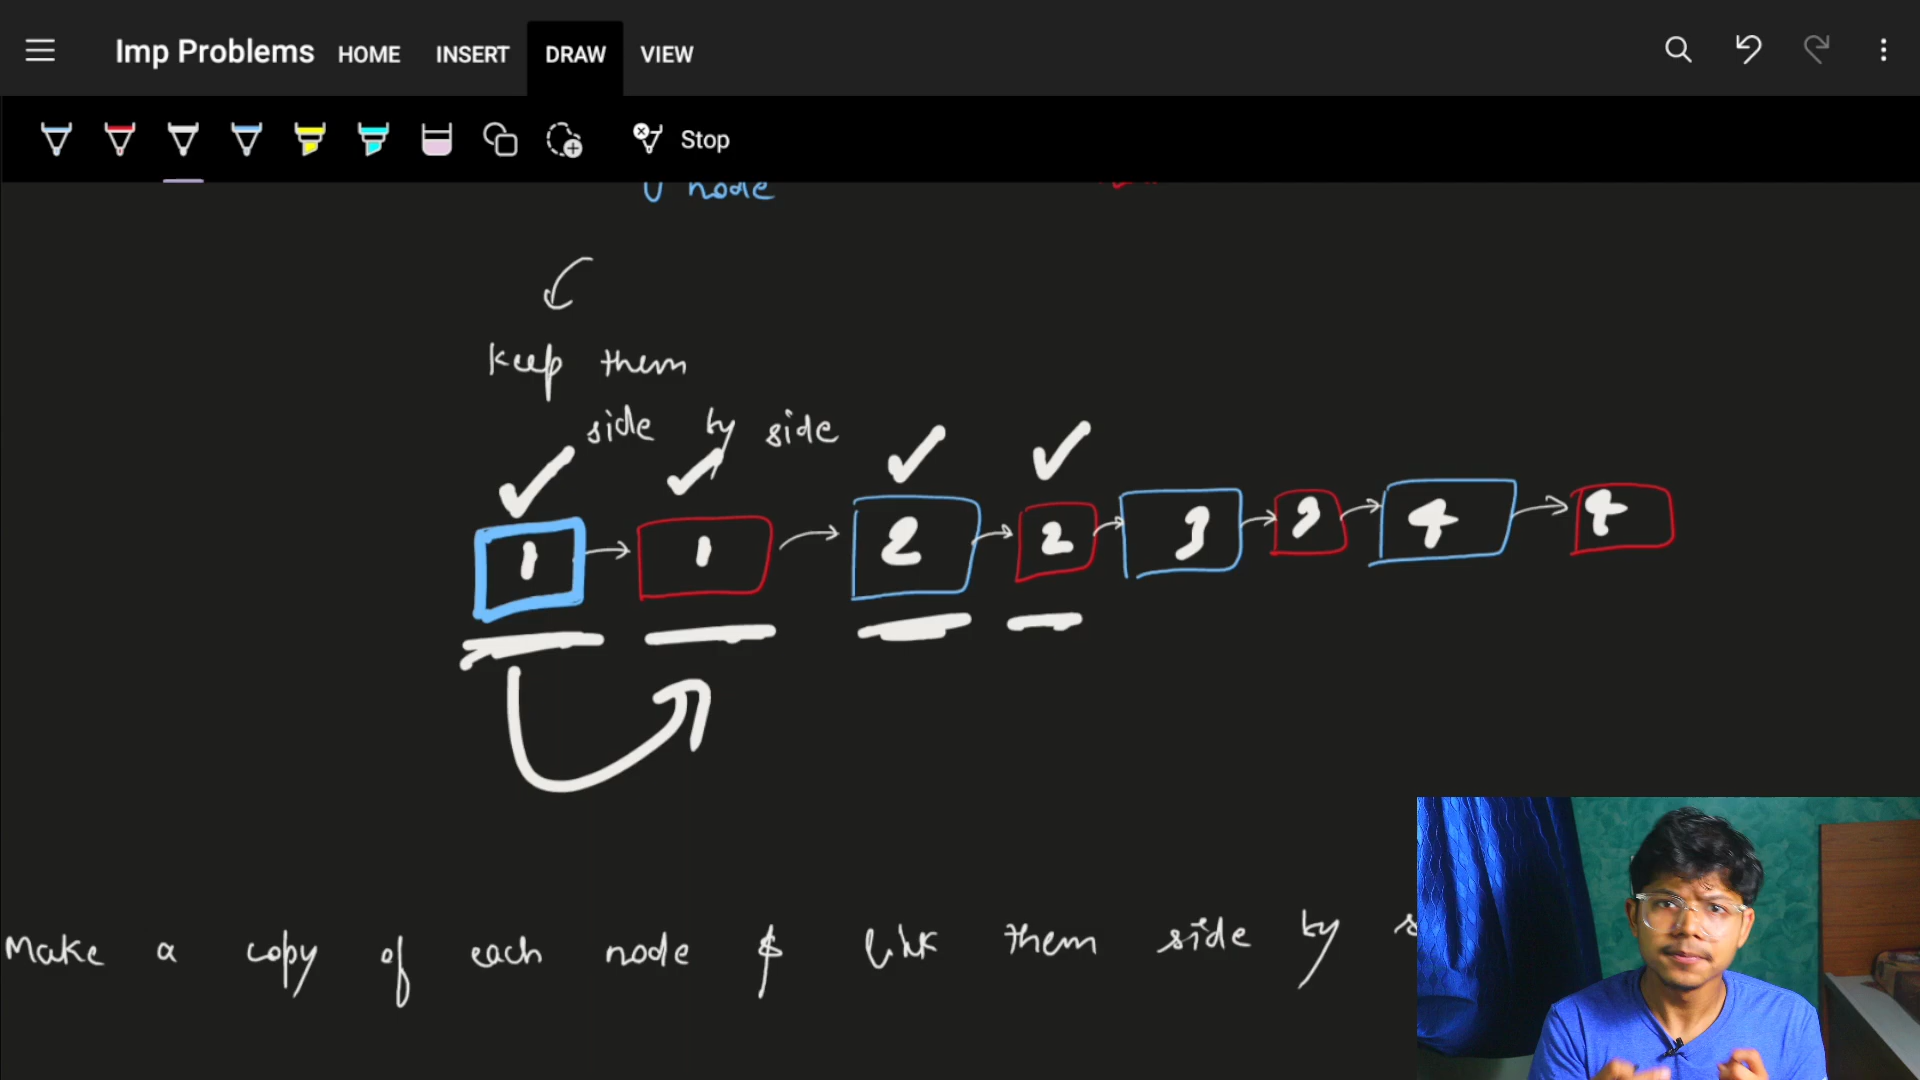 Imp Problems HOME INSERT DRAW VIEW
Stop
node
Keep them
side by side
1 1 2 2 3 3 4 4
Make a copy of each node & link them side by s